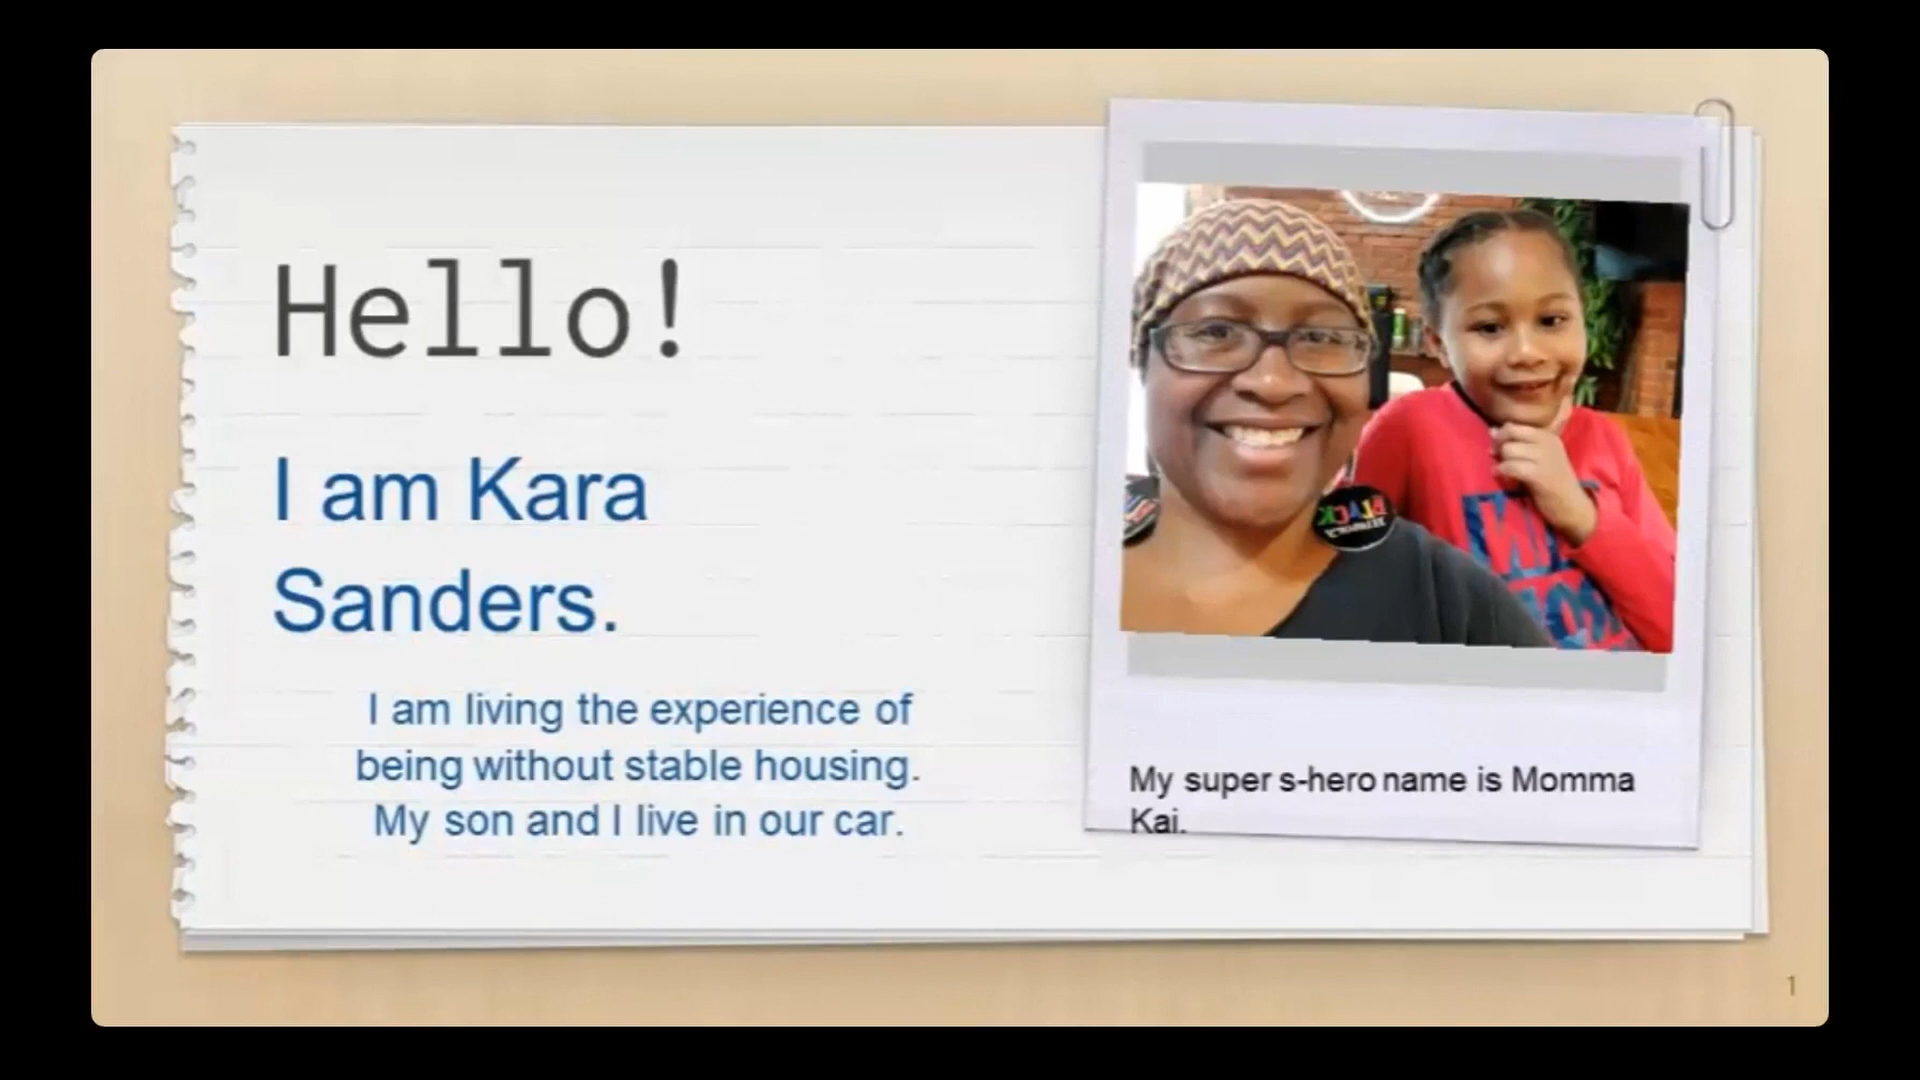 Hello!
I am Kara
Sanders.
I am living the experience of
being without stable housing.
My son and I live in our car.
BLACK
My super s-hero name is Momma
Kai.
1